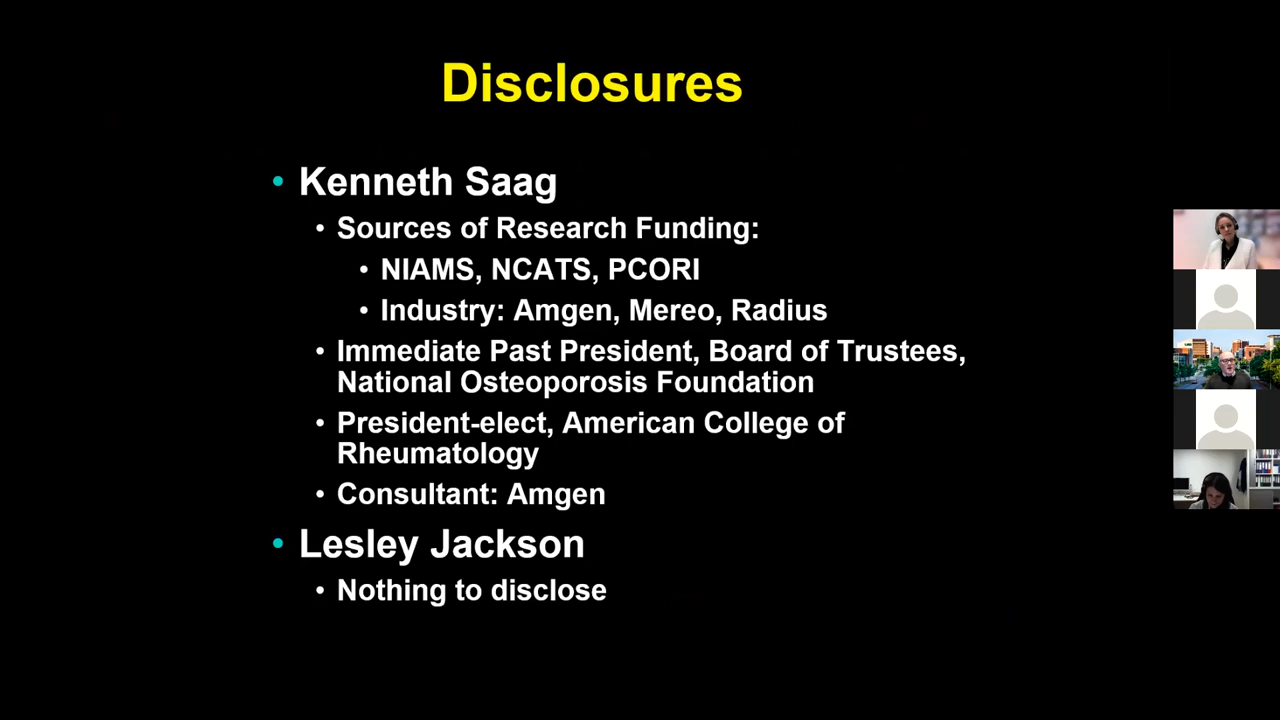 Disclosures
• Kenneth Saag
• Sources of Research Funding:
• NIAMS, NCATS, PCORI
• Industry: Amgen, Mereo, Radius
• Immediate Past President, Board of Trustees,
National Osteoporosis Foundation
• President-elect, American College of
Rheumatology
• Consultant: Amgen
• Lesley Jackson
• Nothing to disclose